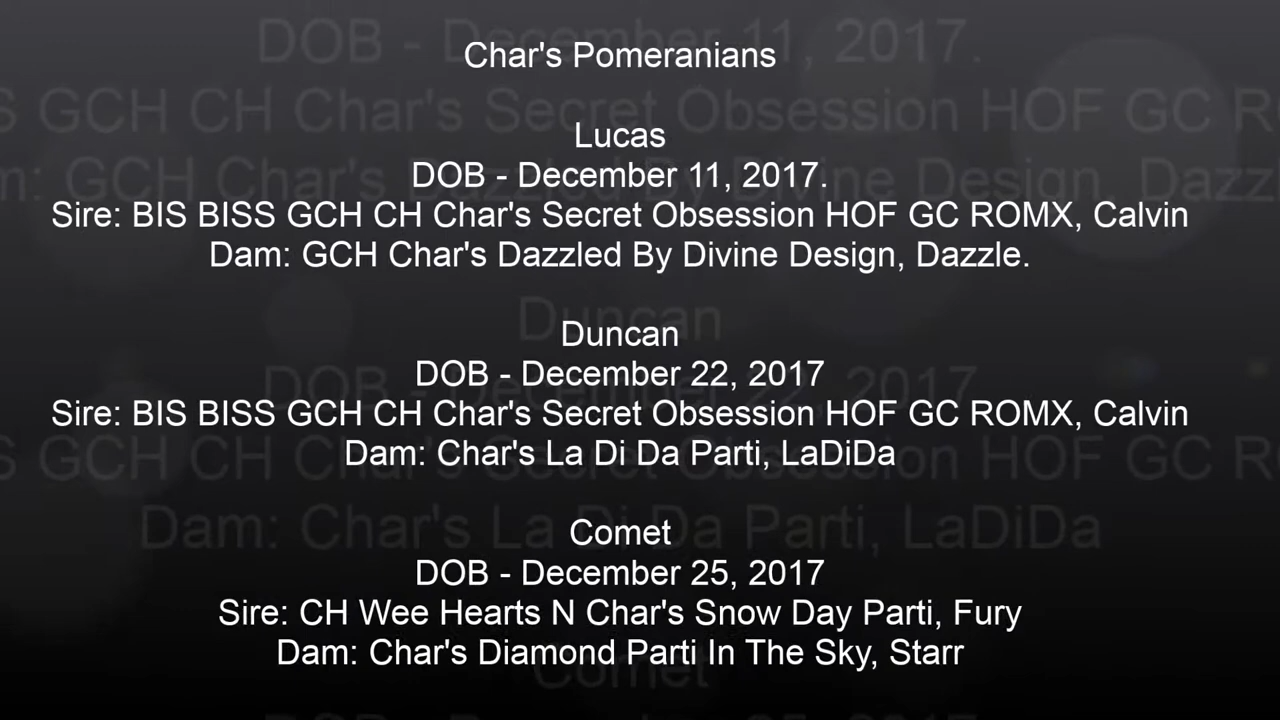 Char's Pomeranians
Lucas
DOB - December 11, 2017.
Sire: BIS BISS GCH CH Char's Secret Obsession HOF GC ROMX, Calvin
Dam: GCH Char's Dazzled By Divine Design, Dazzle.
Duncan
DOB - December 22, 2017
Sire: BIS BISS GCH CH Char's Secret Obsession HOF GC ROMX, Calvin
Dam: Char's La Di Da Parti, LaDiDa
Comet
DOB - December 25, 2017
Sire: CH Wee Hearts N Char's Snow Day Parti, Fury
Dam: Char's Diamond Parti In The Sky, Starr